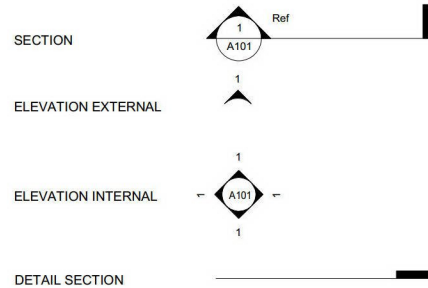 Ref
1
SECTION
A101
1
ELEVATION EXTERNAL
1
ELEVATION INTERNAL
1
A101
1
1
DETAIL SECTION